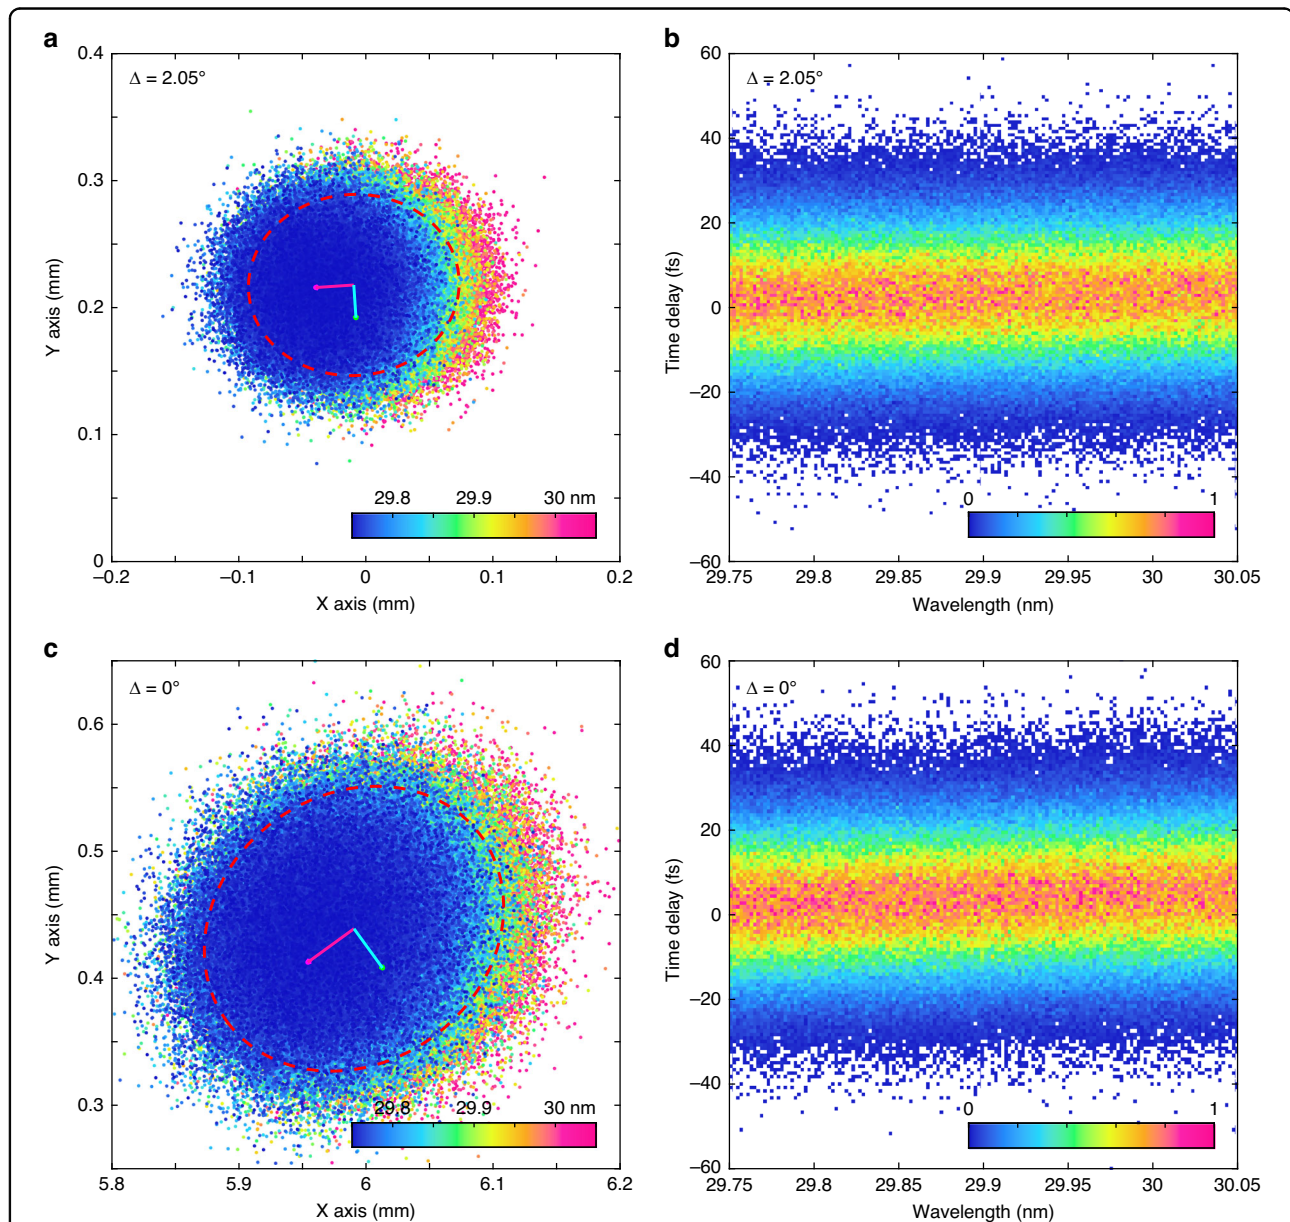 a
Δ = 2.05°
0.4
0.3
0.2
0.1
0
Y axis (mm)
29.8 29.9 30 nm
−0.2 −0.1 0 0.1 0.2
X axis (mm)
b
Δ = 2.05°
60
40
20
0
−20
−40
−60
Time delay (fs)
0 1
29.75 29.8 29.85 29.9 29.95 30 30.05
Wavelength (nm)
c
Δ = 0°
0.6
0.5
0.4
0.3
Y axis (mm)
29.8 29.9 30 nm
5.8 5.9 6 6.1 6.2
X axis (mm)
d
Δ = 0°
60
40
20
0
−20
−40
−60
Time delay (fs)
0 1
29.75 29.8 29.85 29.9 29.95 30 30.05
Wavelength (nm)